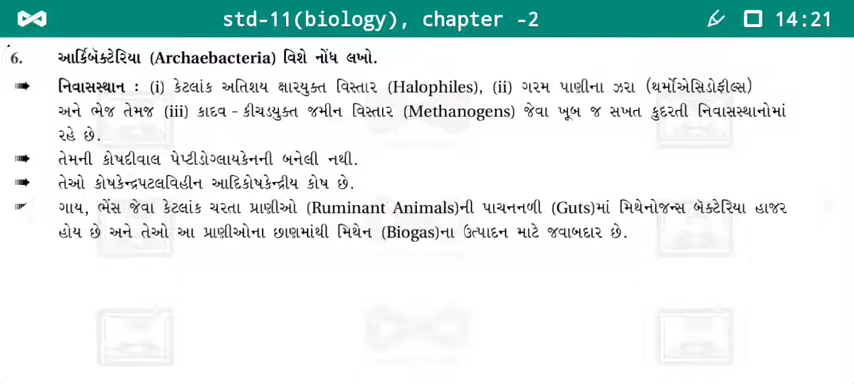 std-11(biology), chapter -2
14:21
6. આર્કિબૅક્ટેરિયા (Archaebacteria) વિશે નોંધ લખો.
➠ નિવાસસ્થાન : (i) કેટલાંક અતિશય ક્ષારયુક્ત વિસ્તાર (Halophiles), (ii) ગરમ પાણીના ઝરા (થર્મોએસિડોફીલ્સ)
અને ભેજ તેમજ (iii) કાદવ - કીચડયુક્ત જમીન વિસ્તાર (Methanogens) જેવા ખૂબ જ સખત કુદરતી નિવાસસ્થાનોમાં
રહે છે.
➠ તેમની કોષદીવાલ પેપ્ટીડોગ્લાયકેનની બનેલી નથી.
➠ તેઓ કોષકેન્દ્રપટલવિહીન આદિકોષકેન્દ્રીય કોષ છે.
ગાય, ભેંસ જેવા કેટલાંક ચરતા પ્રાણીઓ (Ruminant Animals)ની પાચનનળી (Guts)માં મિથેનોજન્સ બૅક્ટેરિયા હાજર
હોય છે અને તેઓ આ પ્રાણીઓના છાણમાંથી મિથેન (Biogas)ના ઉત્પાદન માટે જવાબદાર છે.